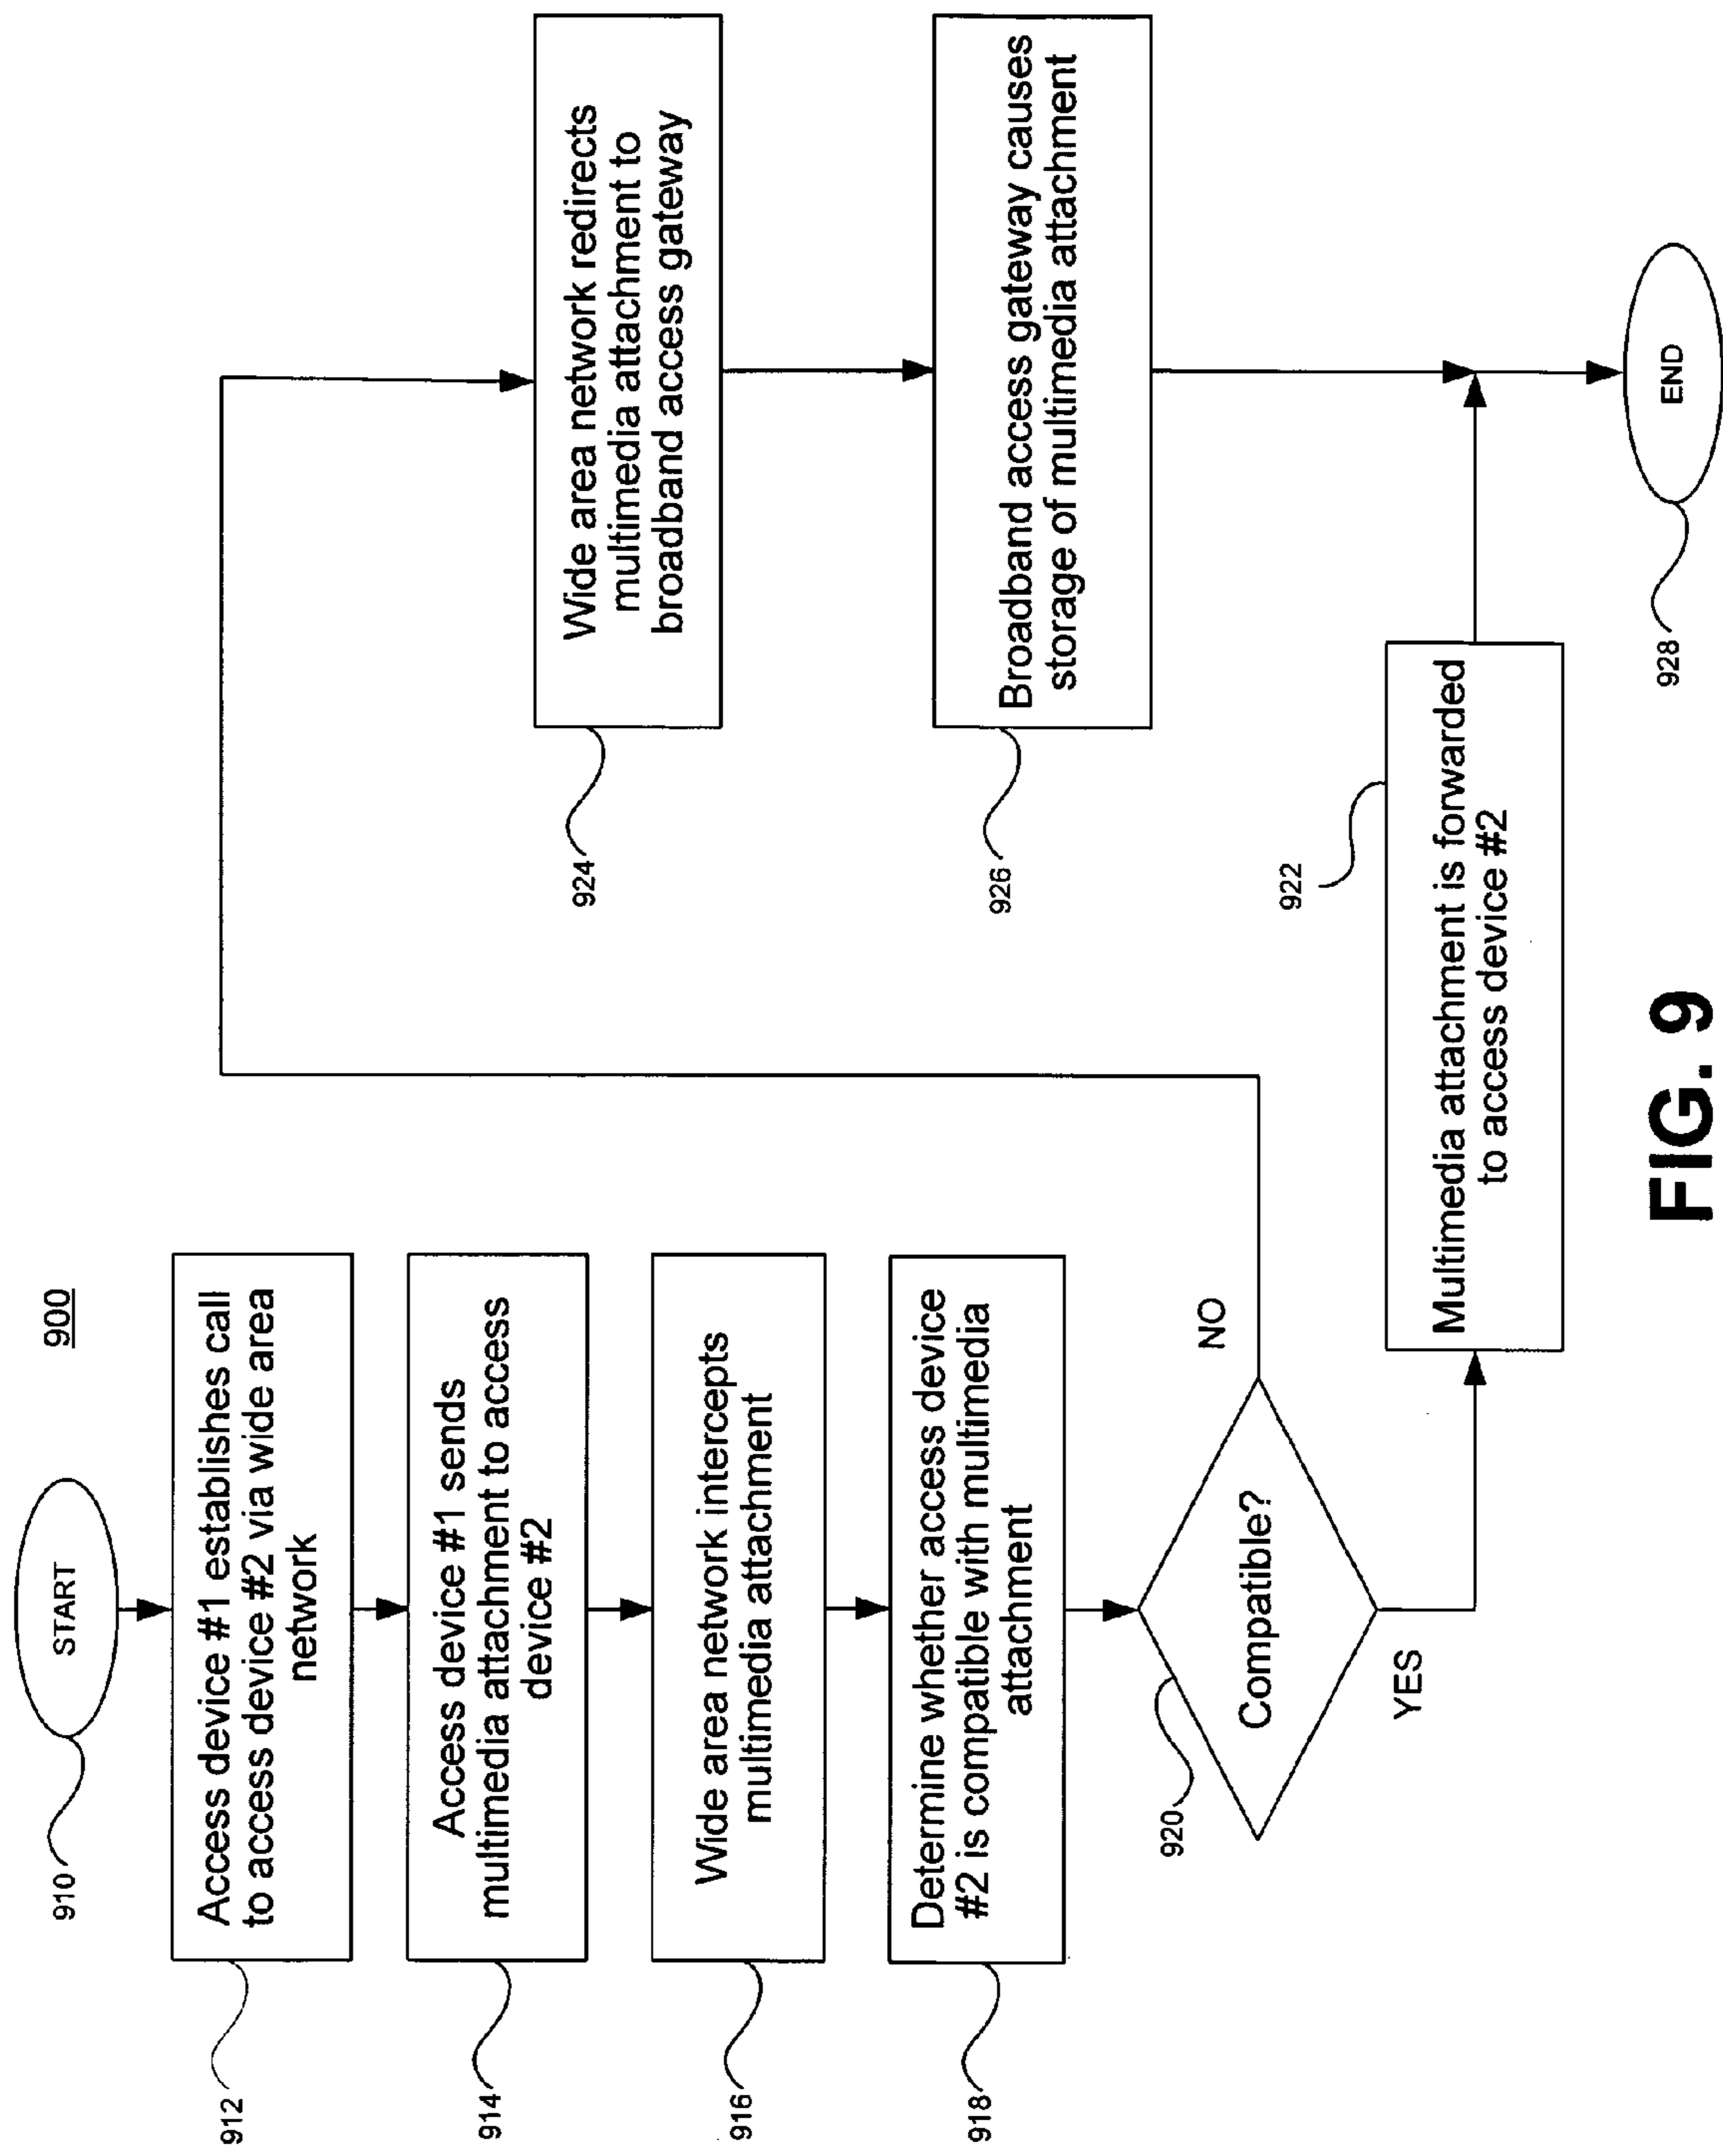 900
START
910
Access device #1 establishes call
to access device #2 via wide area
network
912
Access device #1 sends
multimedia attachment to access
device #2
914
Wide area network intercepts
multimedia attachment
916
Determine whether access device
#2 is compatible with multimedia
attachment
918
Compatible?
920
NO
YES
Wide area network redirects
multimedia attachment to
broadband access gateway
924
Broadband access gateway causes
storage of multimedia attachment
926
922
Multimedia attachment is forwarded
to access device #2
END
928
FIG. 9